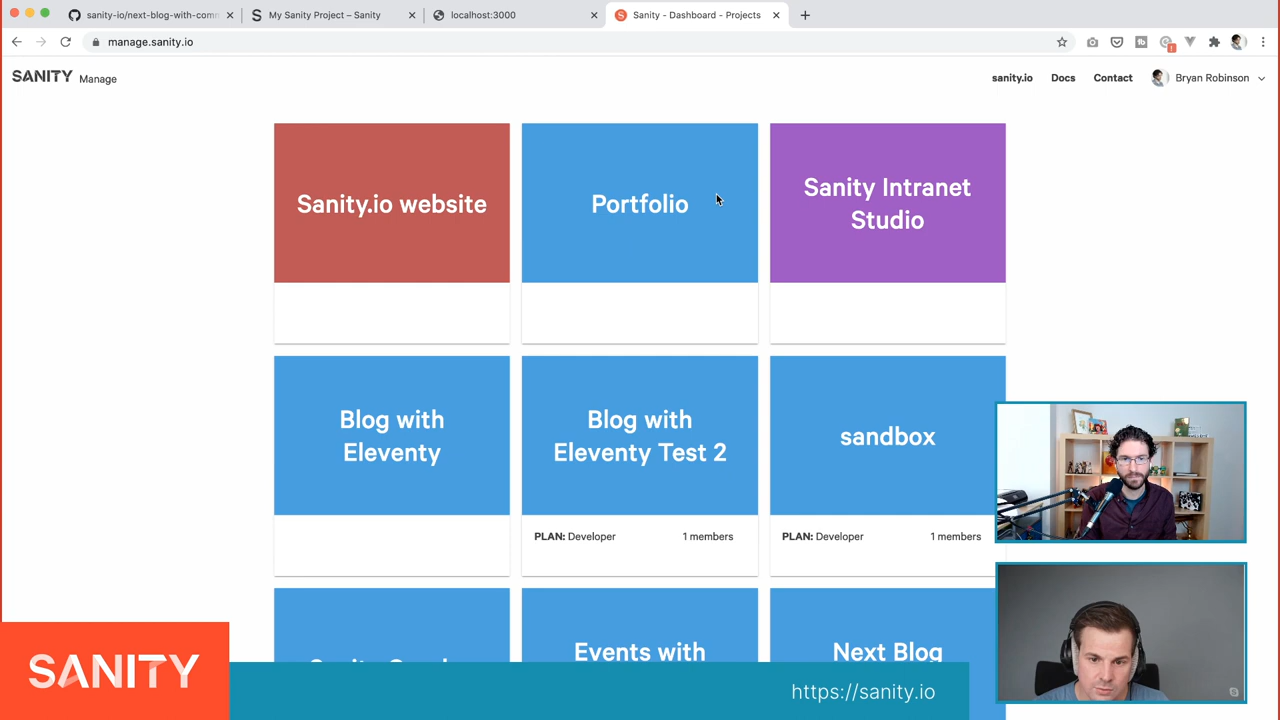 sanity-io/next-blog-with-comm
My Sanity Project – Sanity
localhost:3000
Sanity - Dashboard - Projects
manage.sanity.io
SANITY Manage
sanity.io Docs Contact Bryan Robinson
Sanity.io website
Portfolio
Sanity Intranet
Studio
Blog with
Eleventy
Blog with
Eleventy Test 2
sandbox
PLAN: Developer 1 members
PLAN: Developer 1 members
Events with
Next Blog
SANITY
https://sanity.io